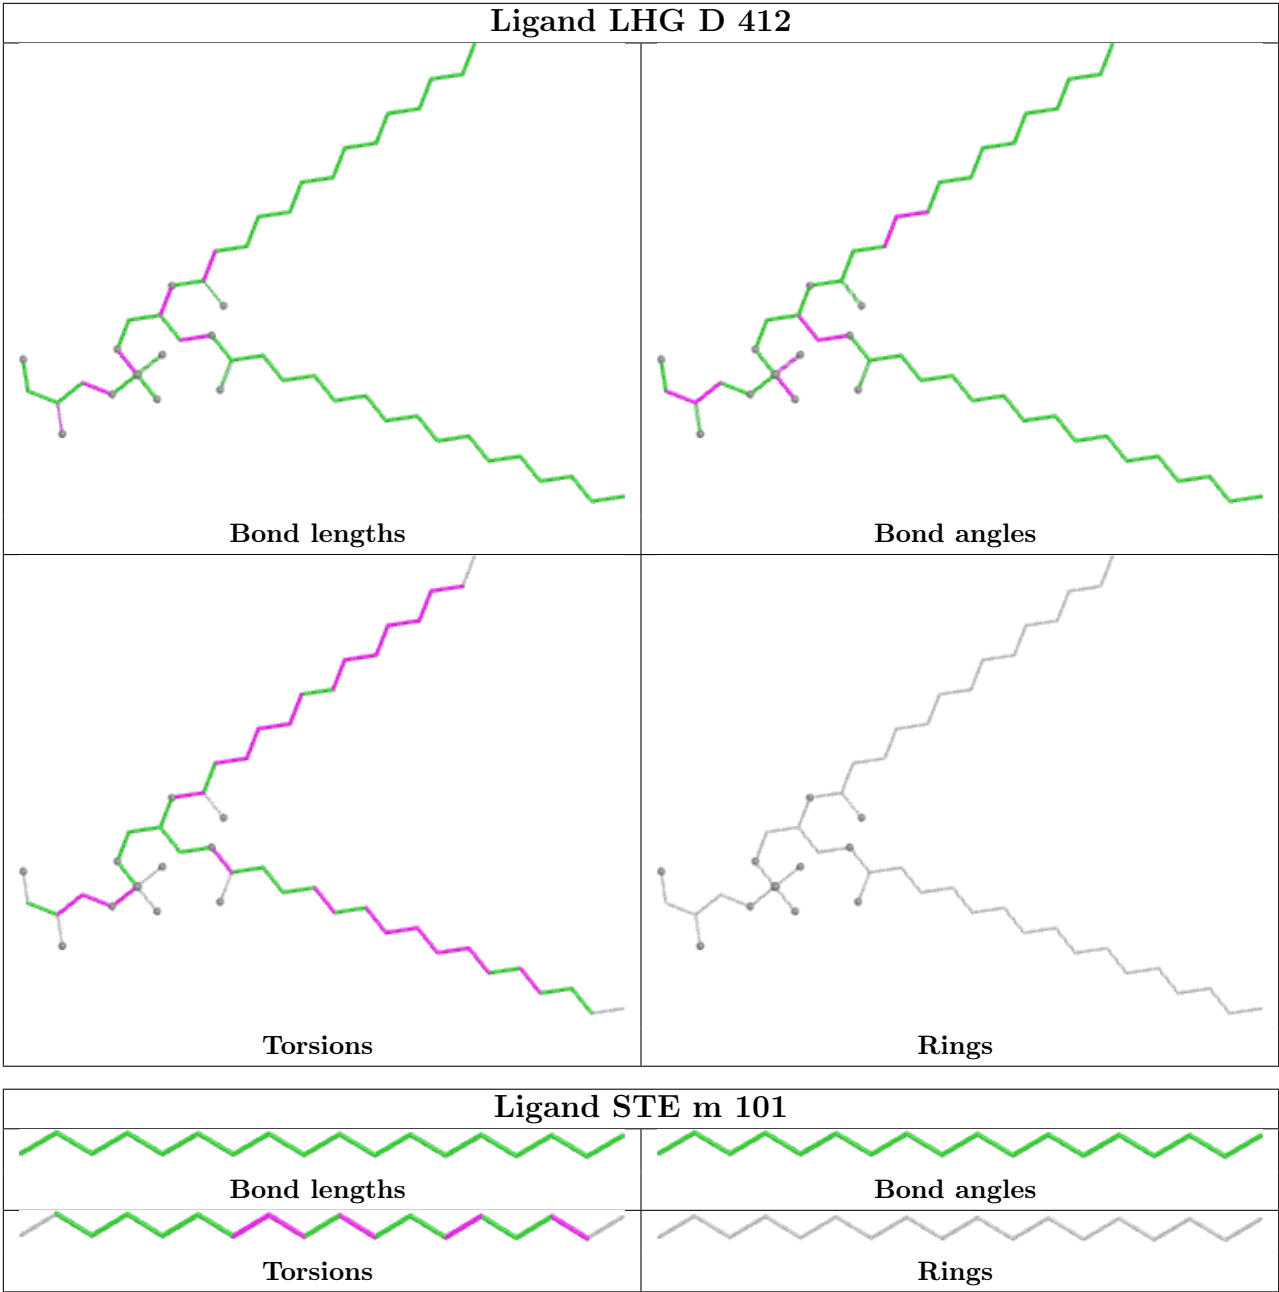 Ligand LHG D 412
Bond lengths
Bond angles
Torsions
Rings
Ligand STE m 101
Bond lengths
Bond angles
Torsions
Rings